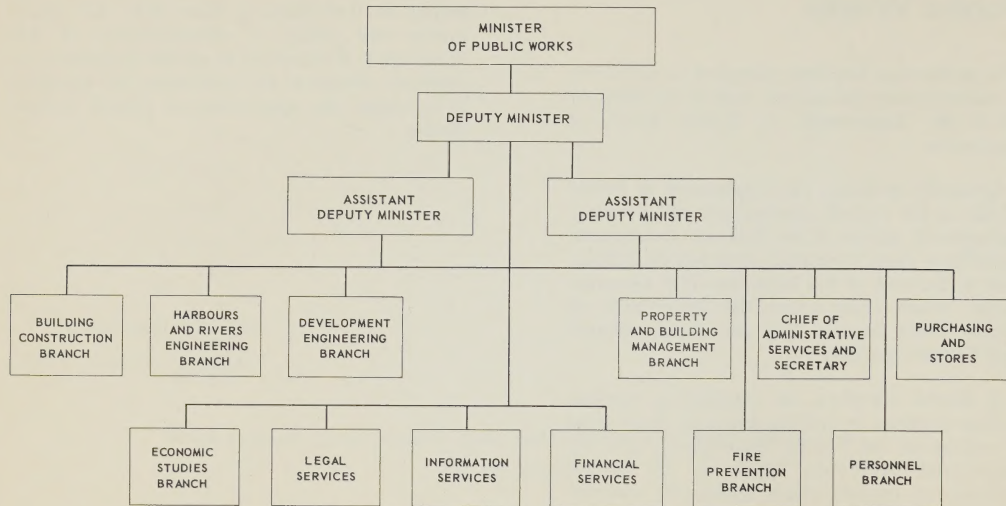 MINISTER
OF PUBLIC WORKS
DEPUTY MINISTER
ASSISTANT
DEPUTY MINISTER
ASSISTANT
DEPUTY MINISTER
BUILDING
CONSTRUCTION
BRANCH
HARBOURS
AND RIVERS
ENGINEERING
BRANCH
DEVELOPMENT
ENGINEERING
BRANCH
PROPERTY
AND BUILDING
MANAGEMENT
BRANCH
CHIEF OF
ADMINISTRATIVE
SERVICES AND
SECRETARY
PURCHASING
AND
STORES
ECONOMIC
STUDIES
BRANCH
LEGAL
SERVICES
INFORMATION
SERVICES
FINANCIAL
SERVICES
FIRE
PREVENTION
BRANCH
PERSONNEL
BRANCH